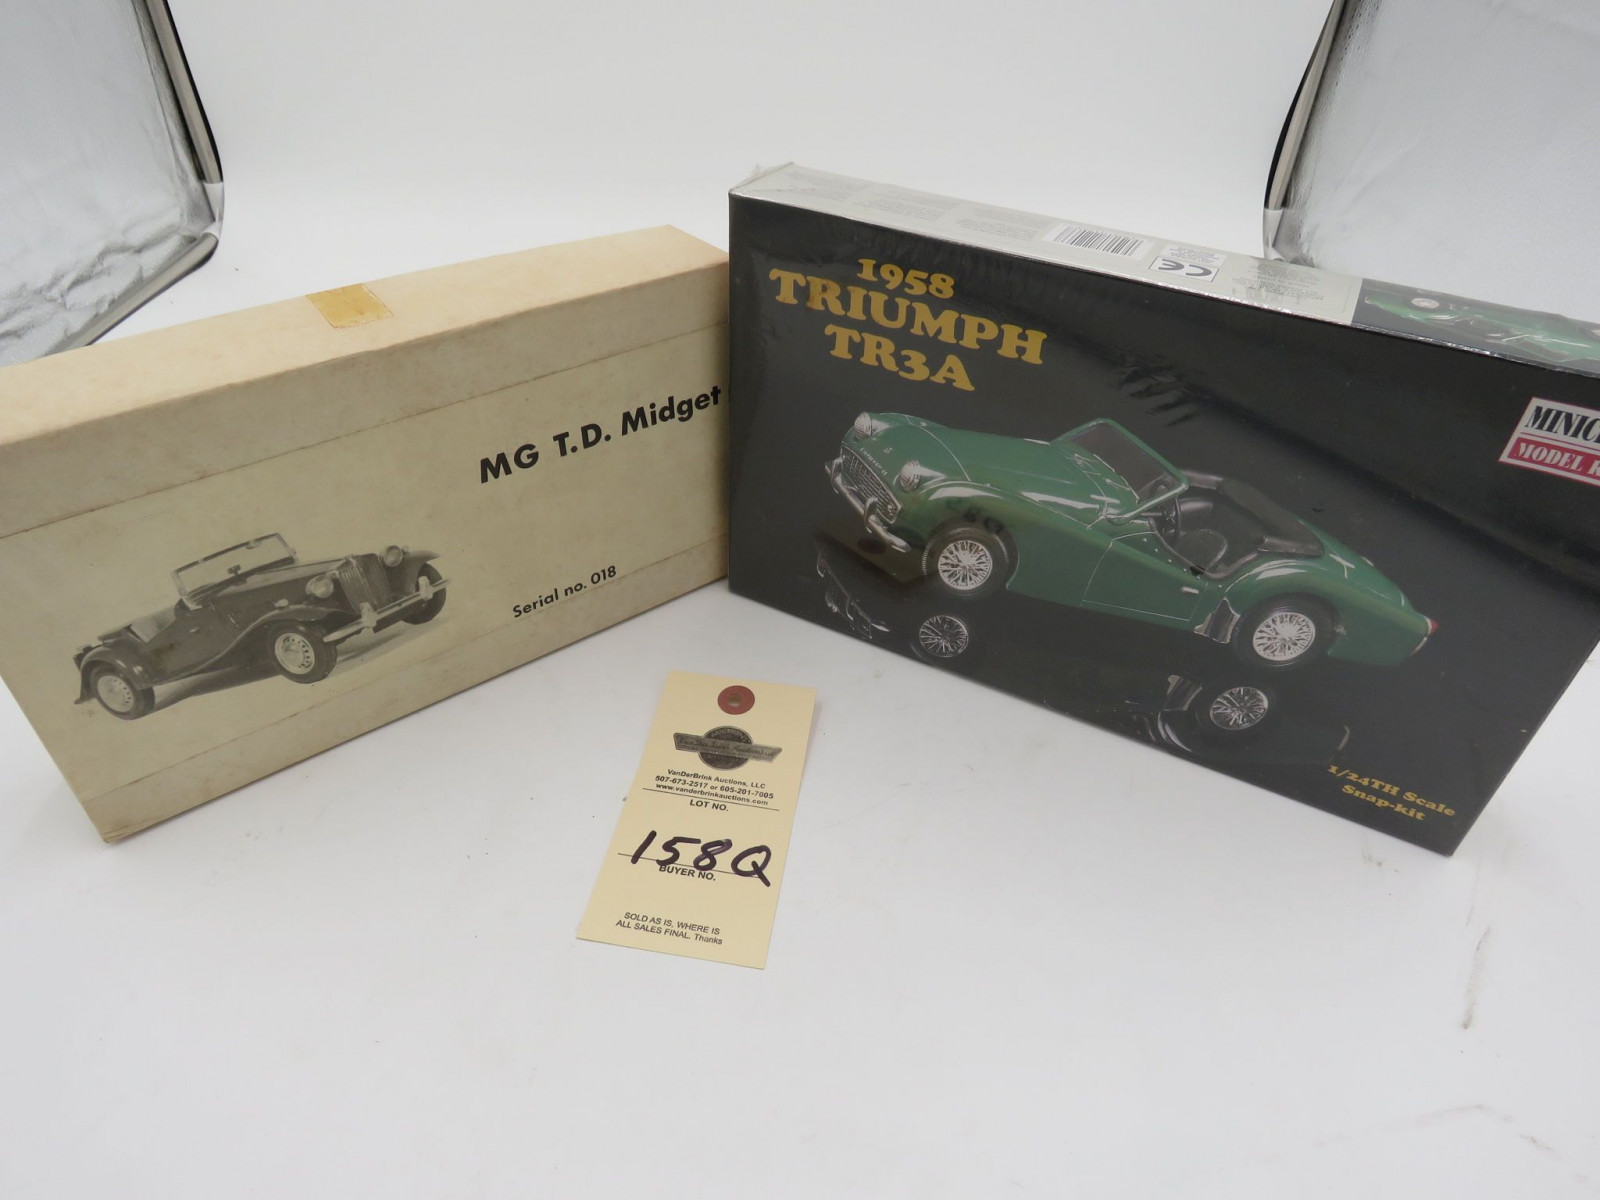 MG T.D. Midget
Serial no. 018
1958
TRIUMPH
TR3A
MODEL
1/24TH Scale
Snap-kit
CE
VanDerBrink Auctions, LLC
507-673-2517 or 605-201-7005
www.vanderbrinkauctions.com
LOT NO.
158Q
BUYER NO.
SOLD AS IS, WHERE IS
ALL SALES FINAL. Thanks